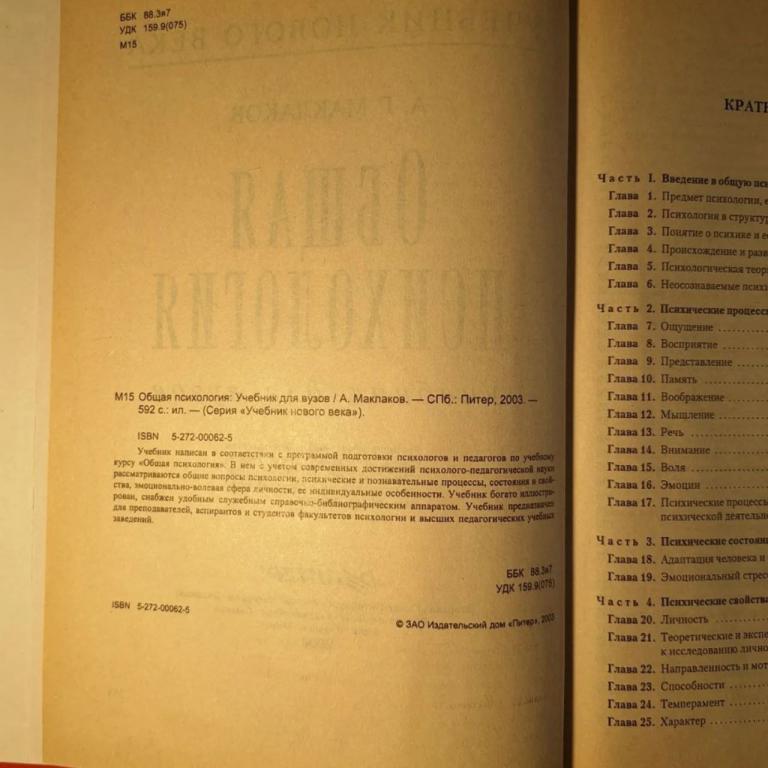 ББК 88.3я7
УДК 159.9(075)
М15
М15 Общая психология: Учебник для вузов / А. Маклаков. — СПб.: Питер, 2003. —
592 с.: ил. — (Серия «Учебник нового века»).
ISBN 5-272-00062-5
Учебник написан в соответствии с программой подготовки психологов и педагогов по учебному
курсу «Общая психология». В нем с учетом современных достижений психолого-педагогической науки
рассматриваются общие вопросы психологии, психические и познавательные процессы, состояния и свой-
ства, эмоционально-волевая сфера личности, ее индивидуальные особенности. Учебник богато иллюстри-
рован, снабжен удобным служебным справочно-библиографическим аппаратом. Учебник предназначен
для преподавателей, аспирантов и студентов факультетов психологии и высших педагогических учебных
заведений.
ББК 88.3я7
УДК 159.9(075)
ISBN 5-272-00062-5
© ЗАО Издательский дом «Питер», 2003
КРАТ
Часть 1. Введение в общую пси
Глава 1. Предмет психологии, е
Глава 2. Психология в структур
Глава 3. Понятие о психике и ее
Глава 4. Происхождение и разв
Глава 5. Психологическая теор
Глава 6. Неосознаваемые психи
Часть 2. Психические процессы
Глава 7. Ощущение
Глава 8. Восприятие
Глава 9. Представление
Глава 10. Память
Глава 11. Воображение
Глава 12. Мышление
Глава 13. Речь
Глава 14. Внимание
Глава 15. Воля
Глава 16. Эмоции
Глава 17. Психические процессы
психической деятельно
Часть 3. Психические состояни
Глава 18. Адаптация человека и
Глава 19. Эмоциональный стрес
Часть 4. Психические свойства
Глава 20. Личность
Глава 21. Теоретические и экспе
к исследованию личнос
Глава 22. Направленность и мот
Глава 23. Способности
Глава 24. Темперамент
Глава 25. Характер